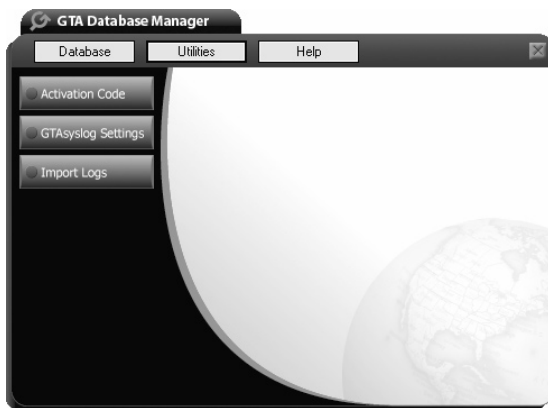 GTA Database Manager
Database Utilities Help
Activation Code
GTAsyslog Settings
Import Logs